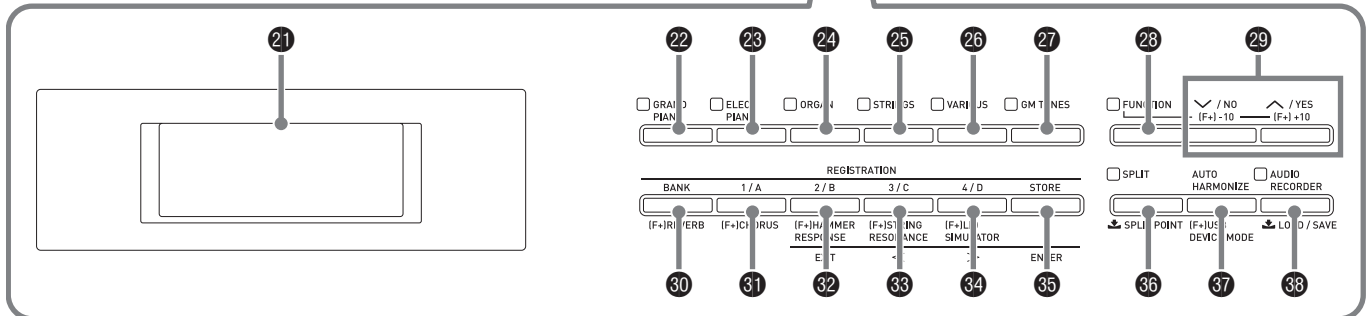 21 22 23 24 25 26 27 28 29
GRAND PIANO ELEC PIANO ORGAN STRINGS VARIOUS GM TONES FUNCTION / NO / YES
(F+) -10 (F+) +10
REGISTRATION
BANK 1 / A 2 / B 3 / C 4 / D STORE SPLIT AUTO HARMONIZE AUDIO RECORDER
(F+)REVERB (F+)CHORUS (F+)HAMMER RESPONSE (F+)STRING RESONANCE (F+)LID SIMULATOR SPLIT POINT (F+)USB DEVICE MODE LOAD / SAVE
EXIT < > ENTER
30 31 32 33 34 35 36 37 38